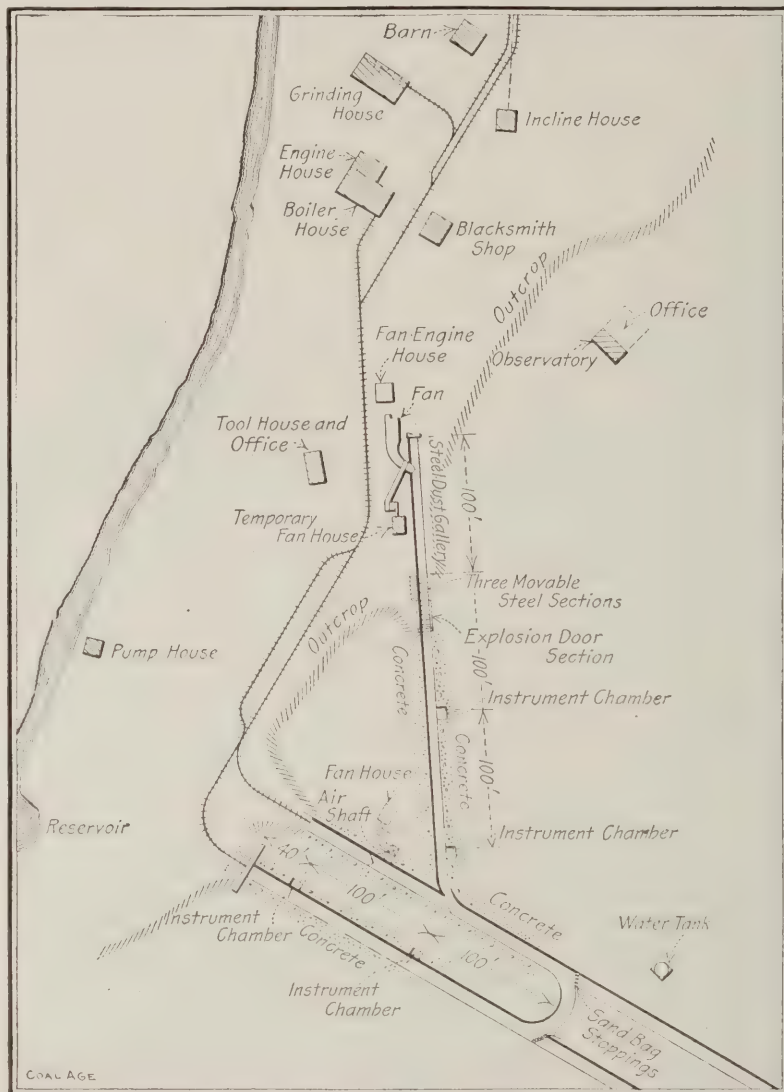 Barn
Grinding
House
Incline House
Engine
House
Boiler
House
Blacksmith
Shop
Outcrop
Office
Observatory
Fan Engine
House
Fan
Tool House and
Office
Steel Dust Gallery
100'
Temporary
Fan House
Three Movable
Steel Sections
Outcrop
Explosion Door
Section
Pump House
Concrete
100'
Instrument Chamber
Concrete
100'
Fan House
Air
Shaft
Reservoir
Instrument Chamber
40'
100'
Concrete
Instrument
Chamber
Concrete
100'
Water Tank
Instrument
Chamber
Sand Bag
Stoppings
COAL AGE